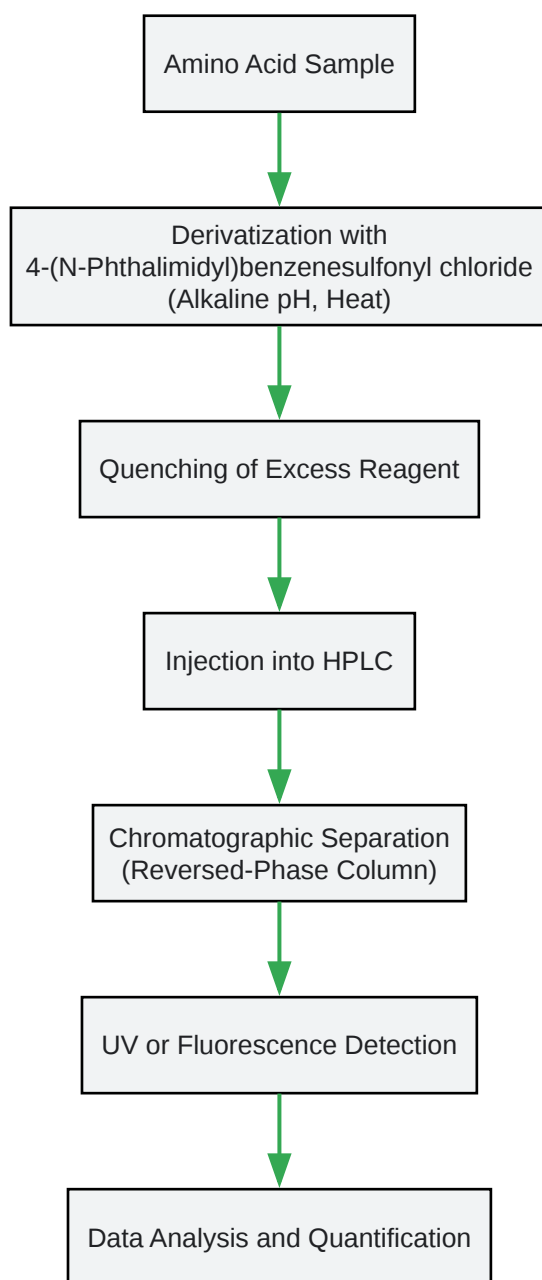 Amino Acid Sample
Derivatization with
4-(N-Phthalimidyl)benzenesulfonyl chloride
(Alkaline pH, Heat)
Quenching of Excess Reagent
Injection into HPLC
Chromatographic Separation
(Reversed-Phase Column)
UV or Fluorescence Detection
Data Analysis and Quantification